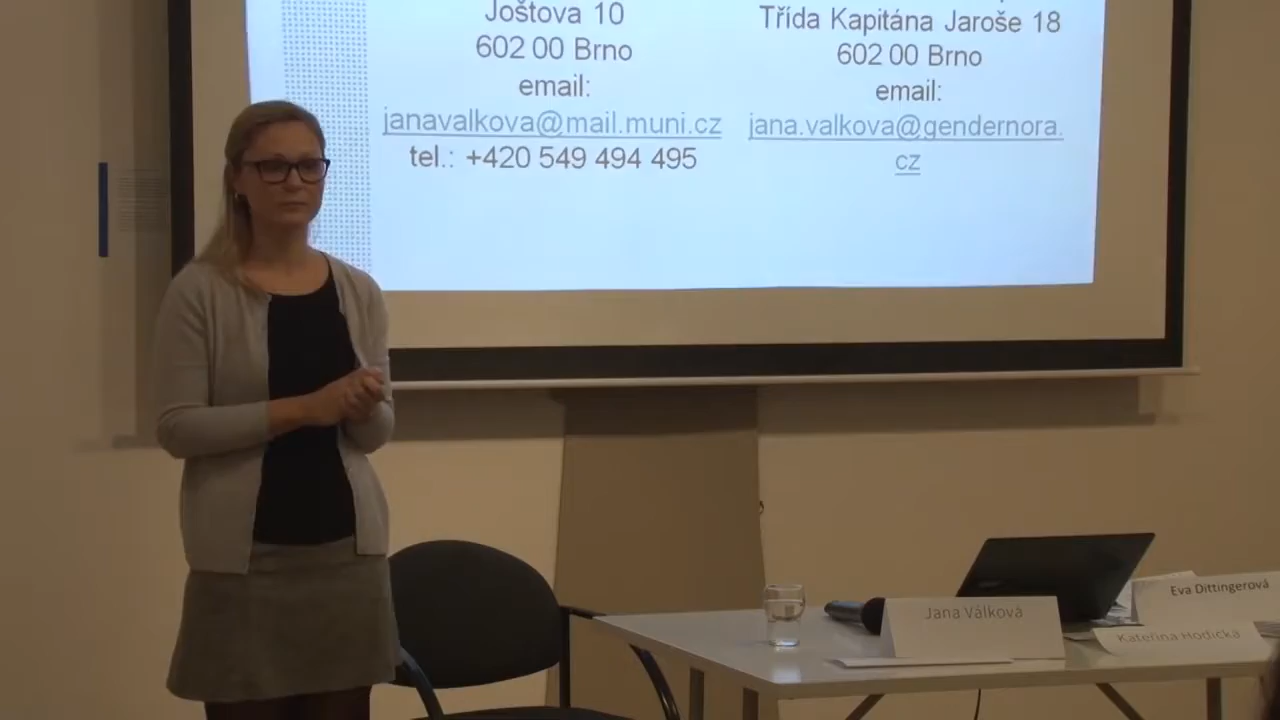 Joštova 10
602 00 Brno
email:
janavalkova@mail.muni.cz
tel.: +420 549 494 495
Třída Kapitána Jaroše 18
602 00 Brno
email:
jana.valkova@gendernora.
cz
Jana Válková
Eva Dittingerová
Kateřina Hodická